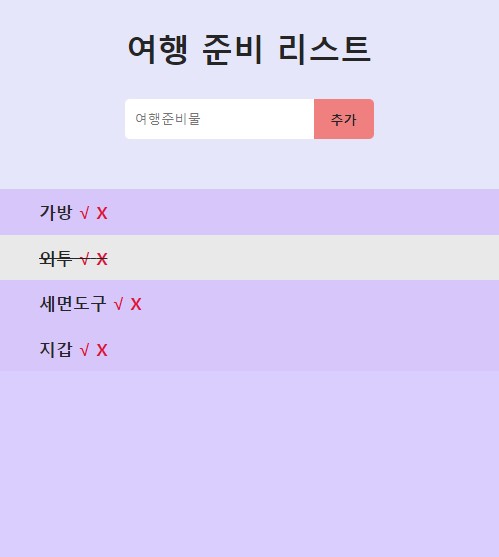 여행 준비 리스트
여행준비물 추가
가방 √ X
외투 √ X
세면도구 √ X
지갑 √ X